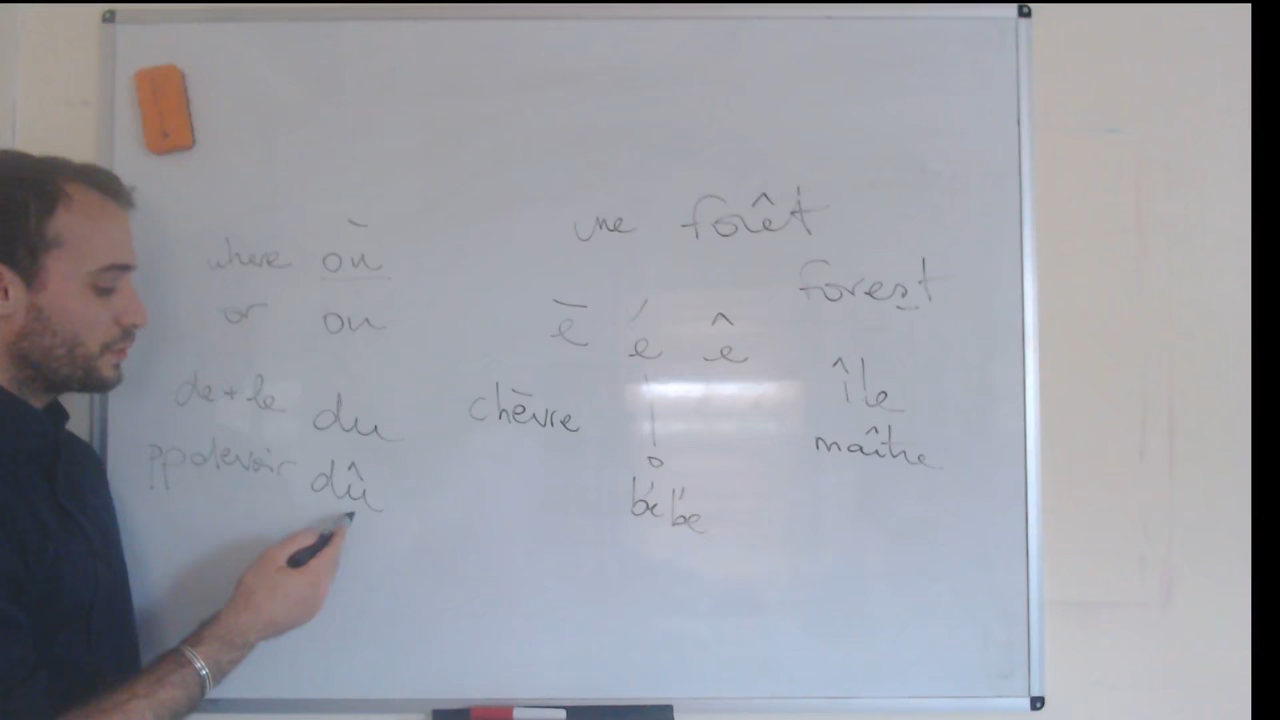 where où
or ou
de+le du
pp devoir dû
une forêt
forest
è é ê
chèvre
bébé
île
maître